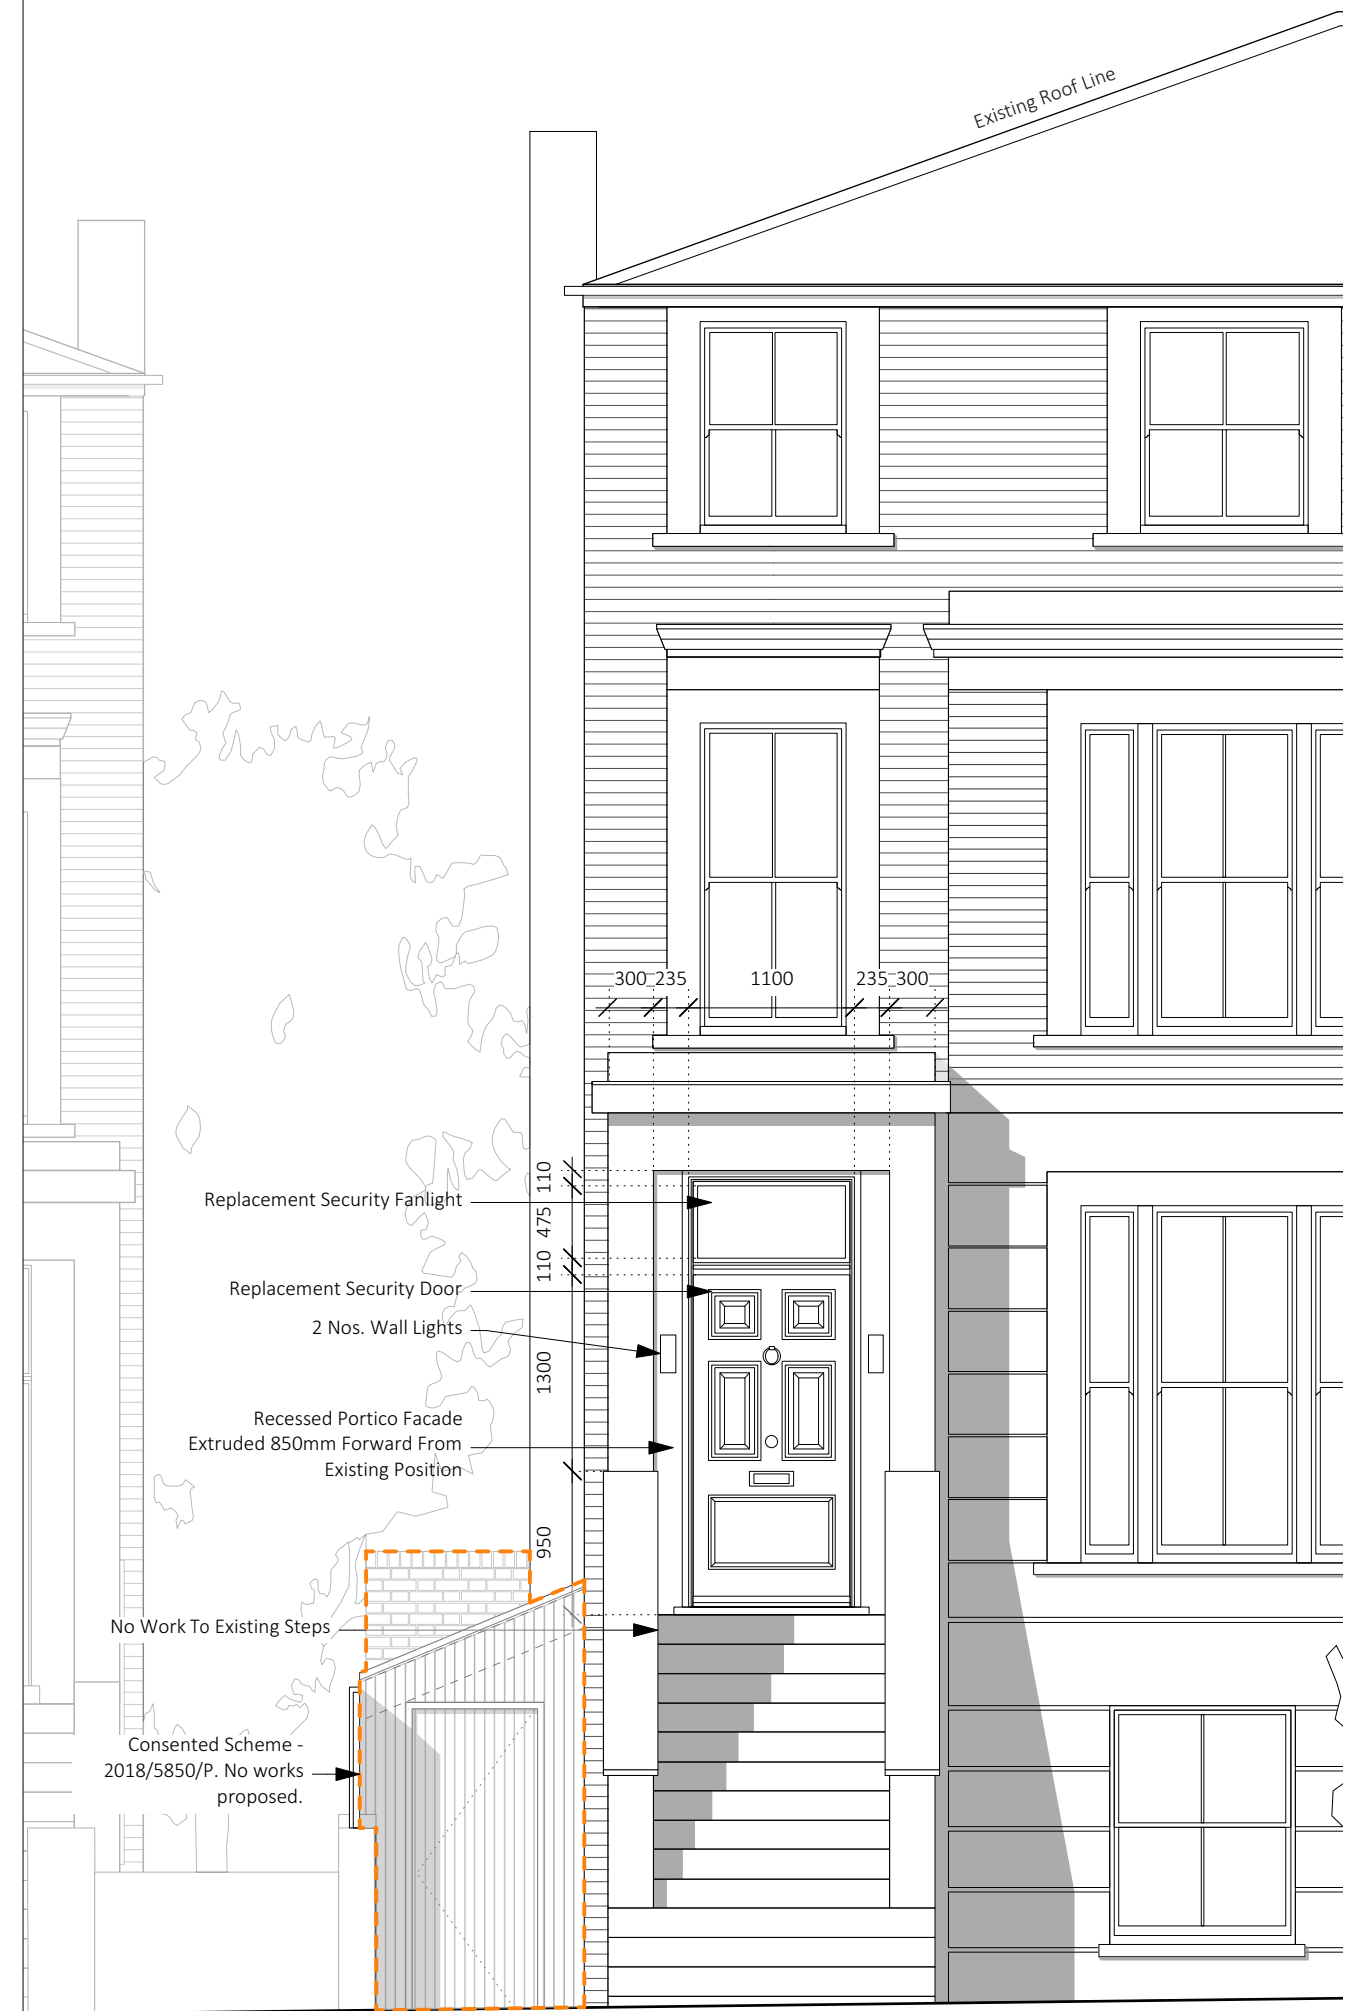 Existing Roof Line
300 235 1100 235 300
110
Replacement Security Fanlight
475
110
Replacement Security Door
2 Nos. Wall Lights
1300
Recessed Portico Facade
Extruded 850mm Forward From
Existing Position
950
No Work To Existing Steps
Consented Scheme -
2018/5850/P. No works
proposed.